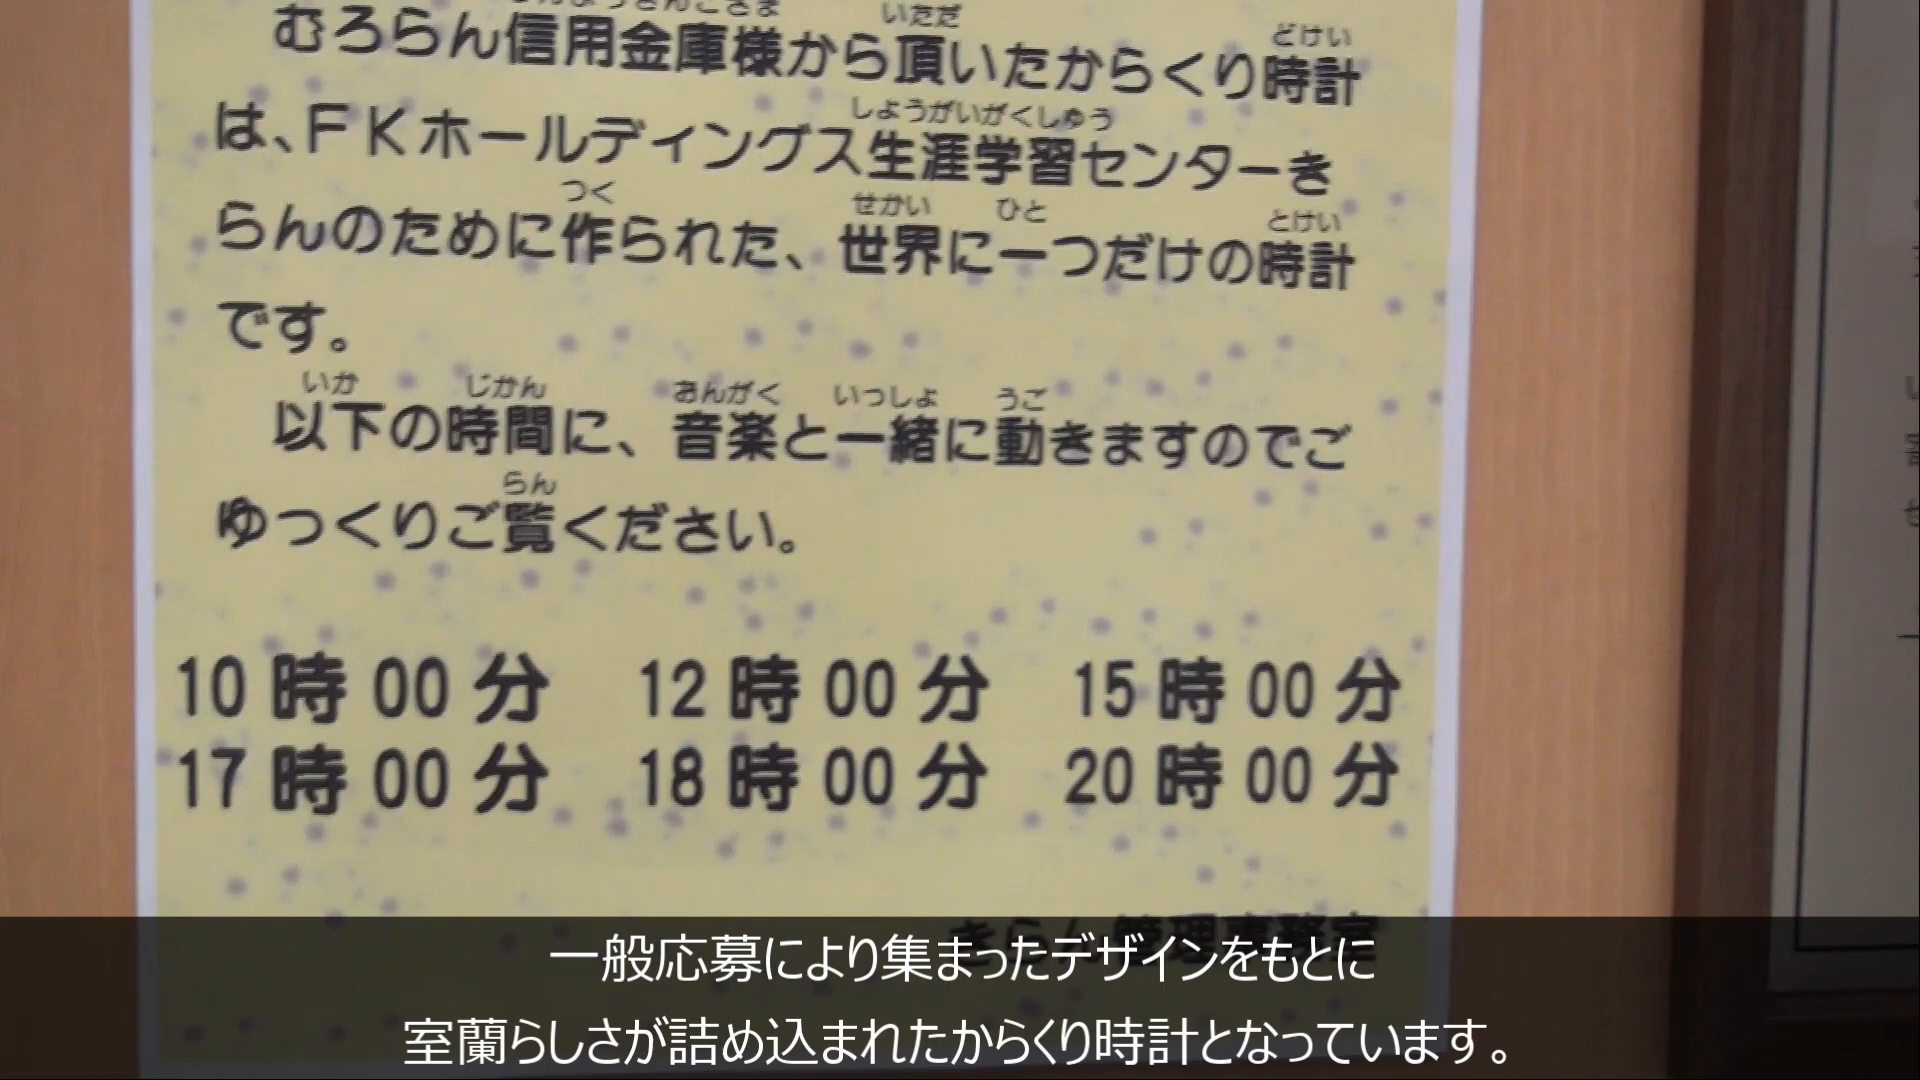 むろらん信用金庫様から頂いたからくり時計
は、FKホールディングス生涯学習センターき
らんのために作られた、世界に一つだけの時計
です。
以下の時間に、音楽と一緒に動きますのでご
ゆっくりご覧ください。
10時00分 12時00分 15時00分
17時00分 18時00分 20時00分
きらん管理事務室
一般応募により集まったデザインをもとに
室蘭らしさが詰め込まれたからくり時計となっています。